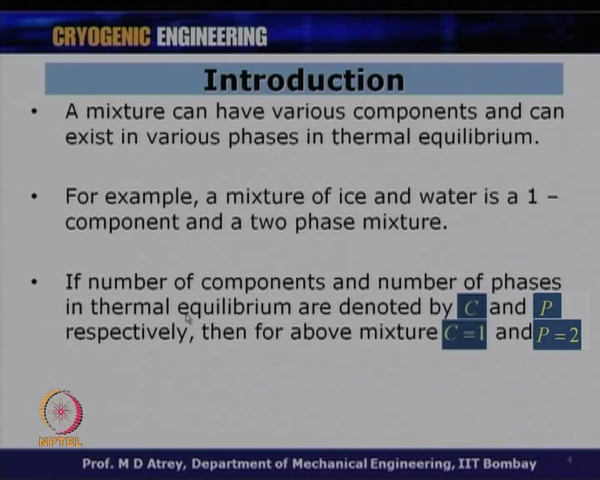 CRYOGENIC ENGINEERING
Introduction
• A mixture can have various components and can
exist in various phases in thermal equilibrium.
• For example, a mixture of ice and water is a 1 –
component and a two phase mixture.
• If number of components and number of phases
in thermal equilibrium are denoted by C and P
respectively, then for above mixture C =1 and P = 2
NPTEL
Prof. M D Atrey, Department of Mechanical Engineering, IIT Bombay
4